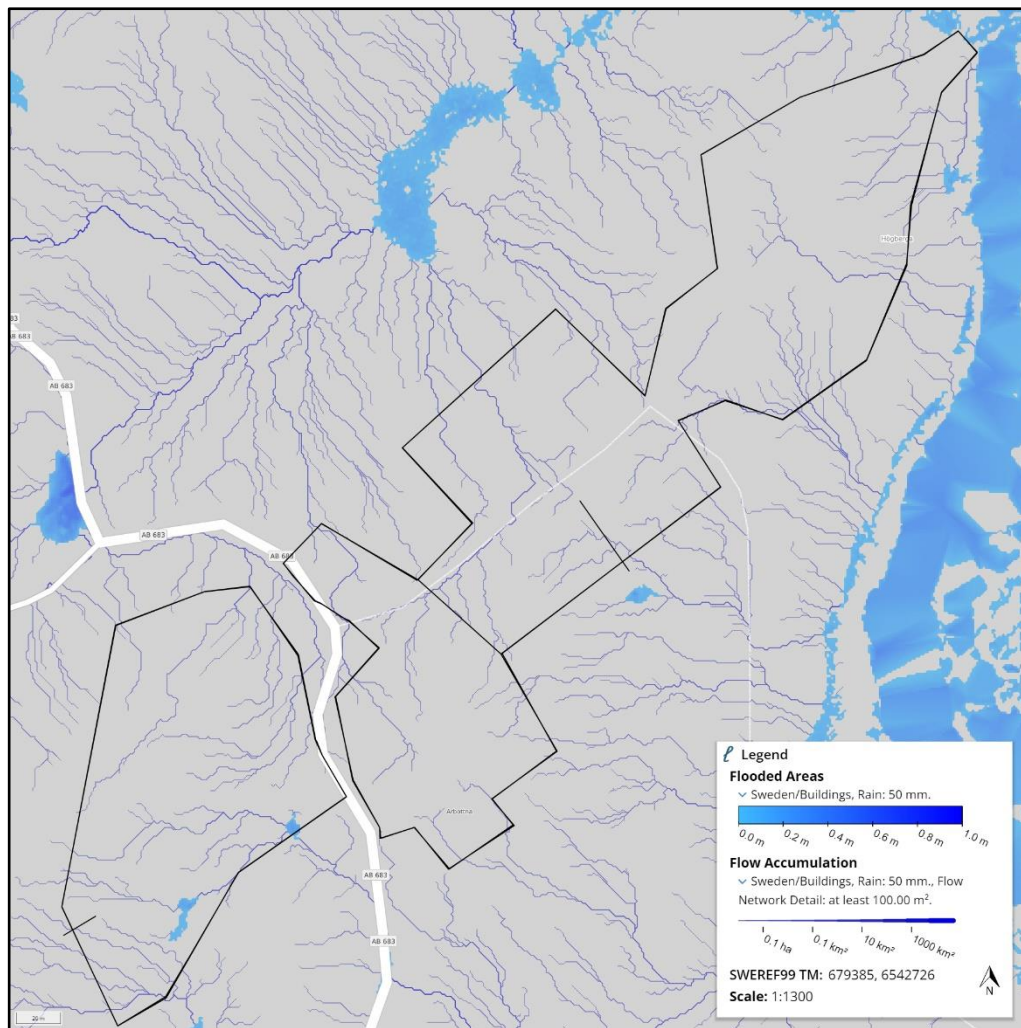 Högberga
83
AB 683
AB 683
AB 683
AB 68
Arbottna
AB 683
AB 683
20 m
Legend
Flooded Areas
Sweden/Buildings, Rain: 50 mm.
0.0 m 0.2 m 0.4 m 0.6 m 0.8 m 1.0 m
Flow Accumulation
Sweden/Buildings, Rain: 50 mm., Flow
Network Detail: at least 100.00 m².
0.1 ha 0.1 km² 10 km² 1000 km²
SWEREF99 TM: 679385, 6542726
Scale: 1:1300
N